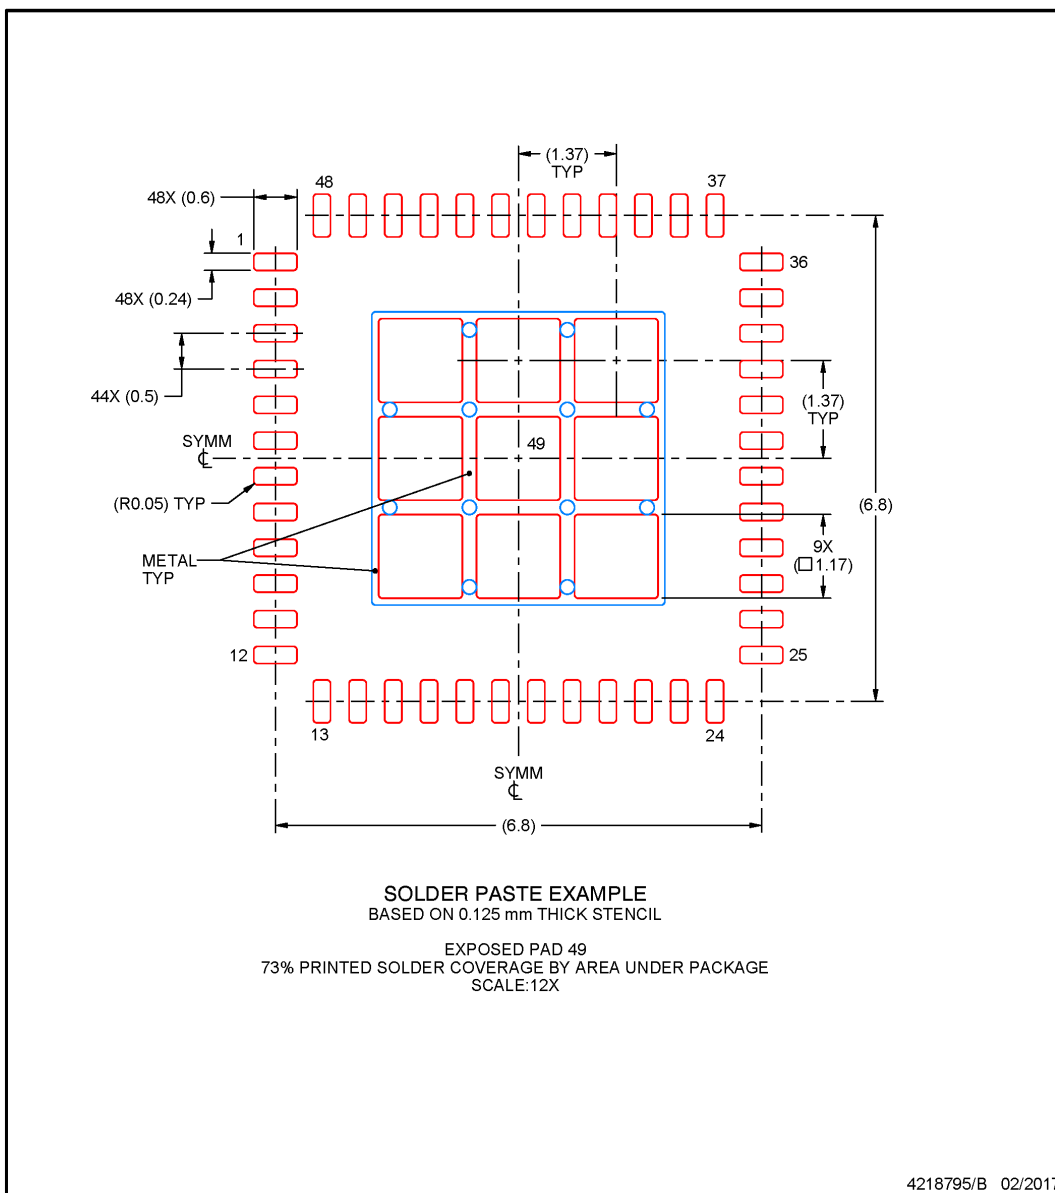 (1.37)
TYP
48
37
48X (0.6)
1
36
48X (0.24)
44X (0.5)
(1.37)
TYP
SYMM
℄
49
(R0.05) TYP
(6.8)
METAL
TYP
9X
(□1.17)
12
25
13
24
SYMM
℄
(6.8)
SOLDER PASTE EXAMPLE
BASED ON 0.125 mm THICK STENCIL
EXPOSED PAD 49
73% PRINTED SOLDER COVERAGE BY AREA UNDER PACKAGE
SCALE:12X
4218795/B 02/2017